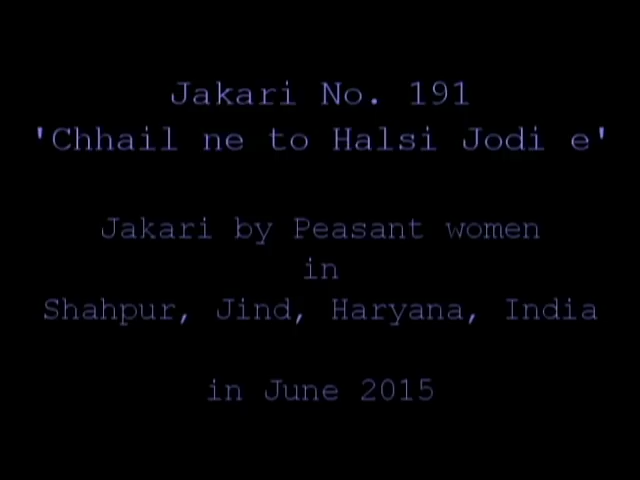 Jakari No. 191
'Chhail ne to Halsi Jodi e'
Jakari by Peasant women
in
Shahpur, Jind, Haryana, India
in June 2015